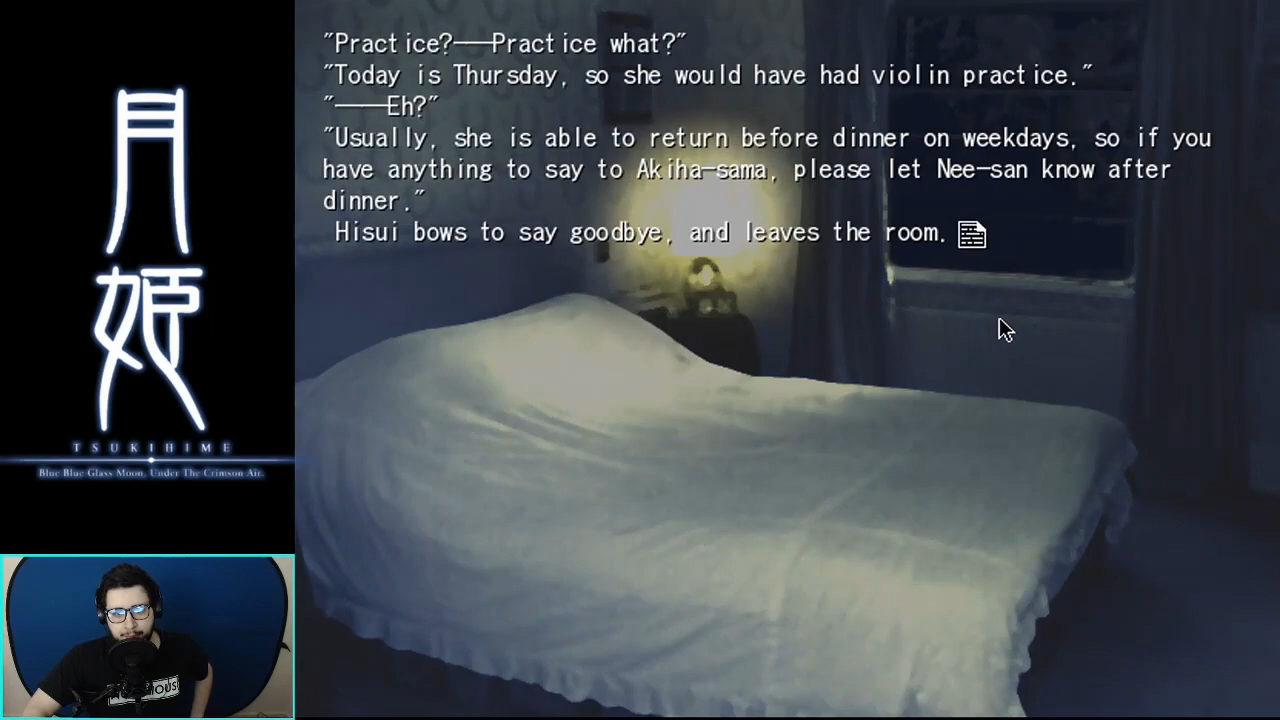 "Practice?――Practice what?"
"Today is Thursday, so she would have had violin practice."
"――Eh?"
"Usually, she is able to return before dinner on weekdays, so if you
have anything to say to Akiha-sama, please let Nee-san know after
dinner."
Hisui bows to say goodbye, and leaves the room.
月姫
TSUKIHIME
Blue Blue Glass Moon, Under The Crimson Air.